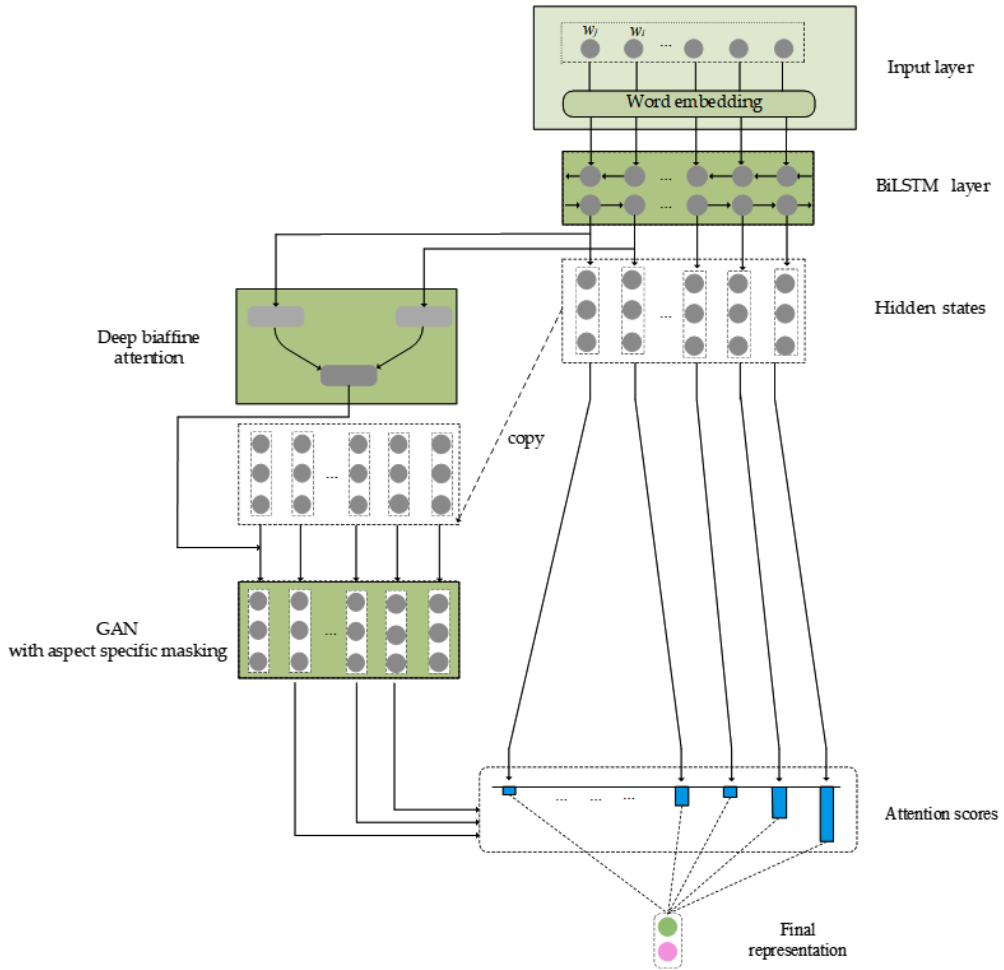 wj wi ...
Input layer
Word embedding
...
BiLSTM layer
...
...
Hidden states
Deep biaffine
attention
copy
...
GAN
with aspect specific masking
...
... ... ... ...
Attention scores
Final
representation